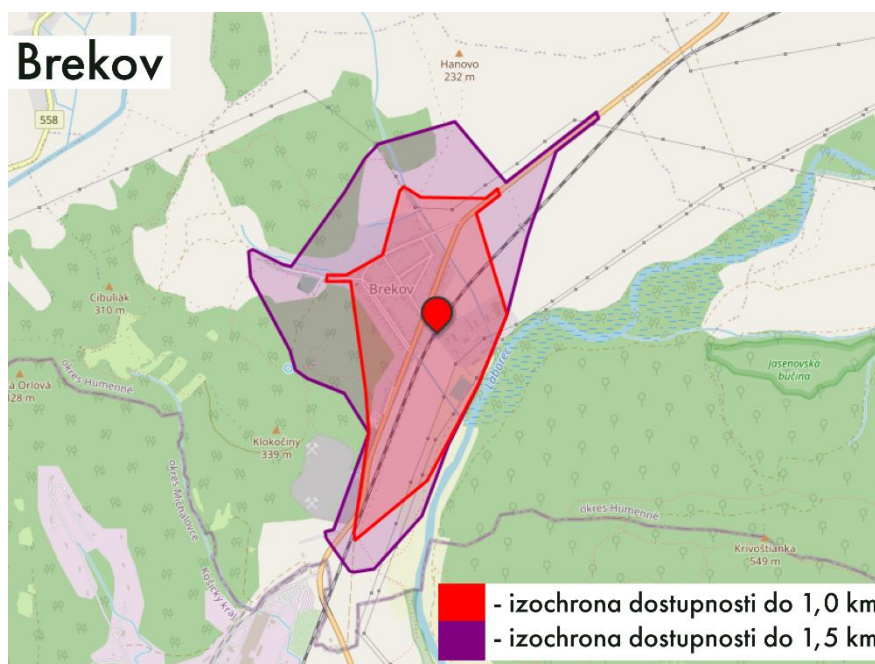 Brekov
Hanovo
232 m
558
Cibuliak
310 m
Brekov
Laborec
Jasenovská
bučina
okres Humenné
Orlová
Klokočiny
339 m
okres Michalovce
okres Humenné
Krivoštianka
549 m
Košický kraj
- izochrona dostupnosti do 1,0 km
- izochrona dostupnosti do 1,5 km